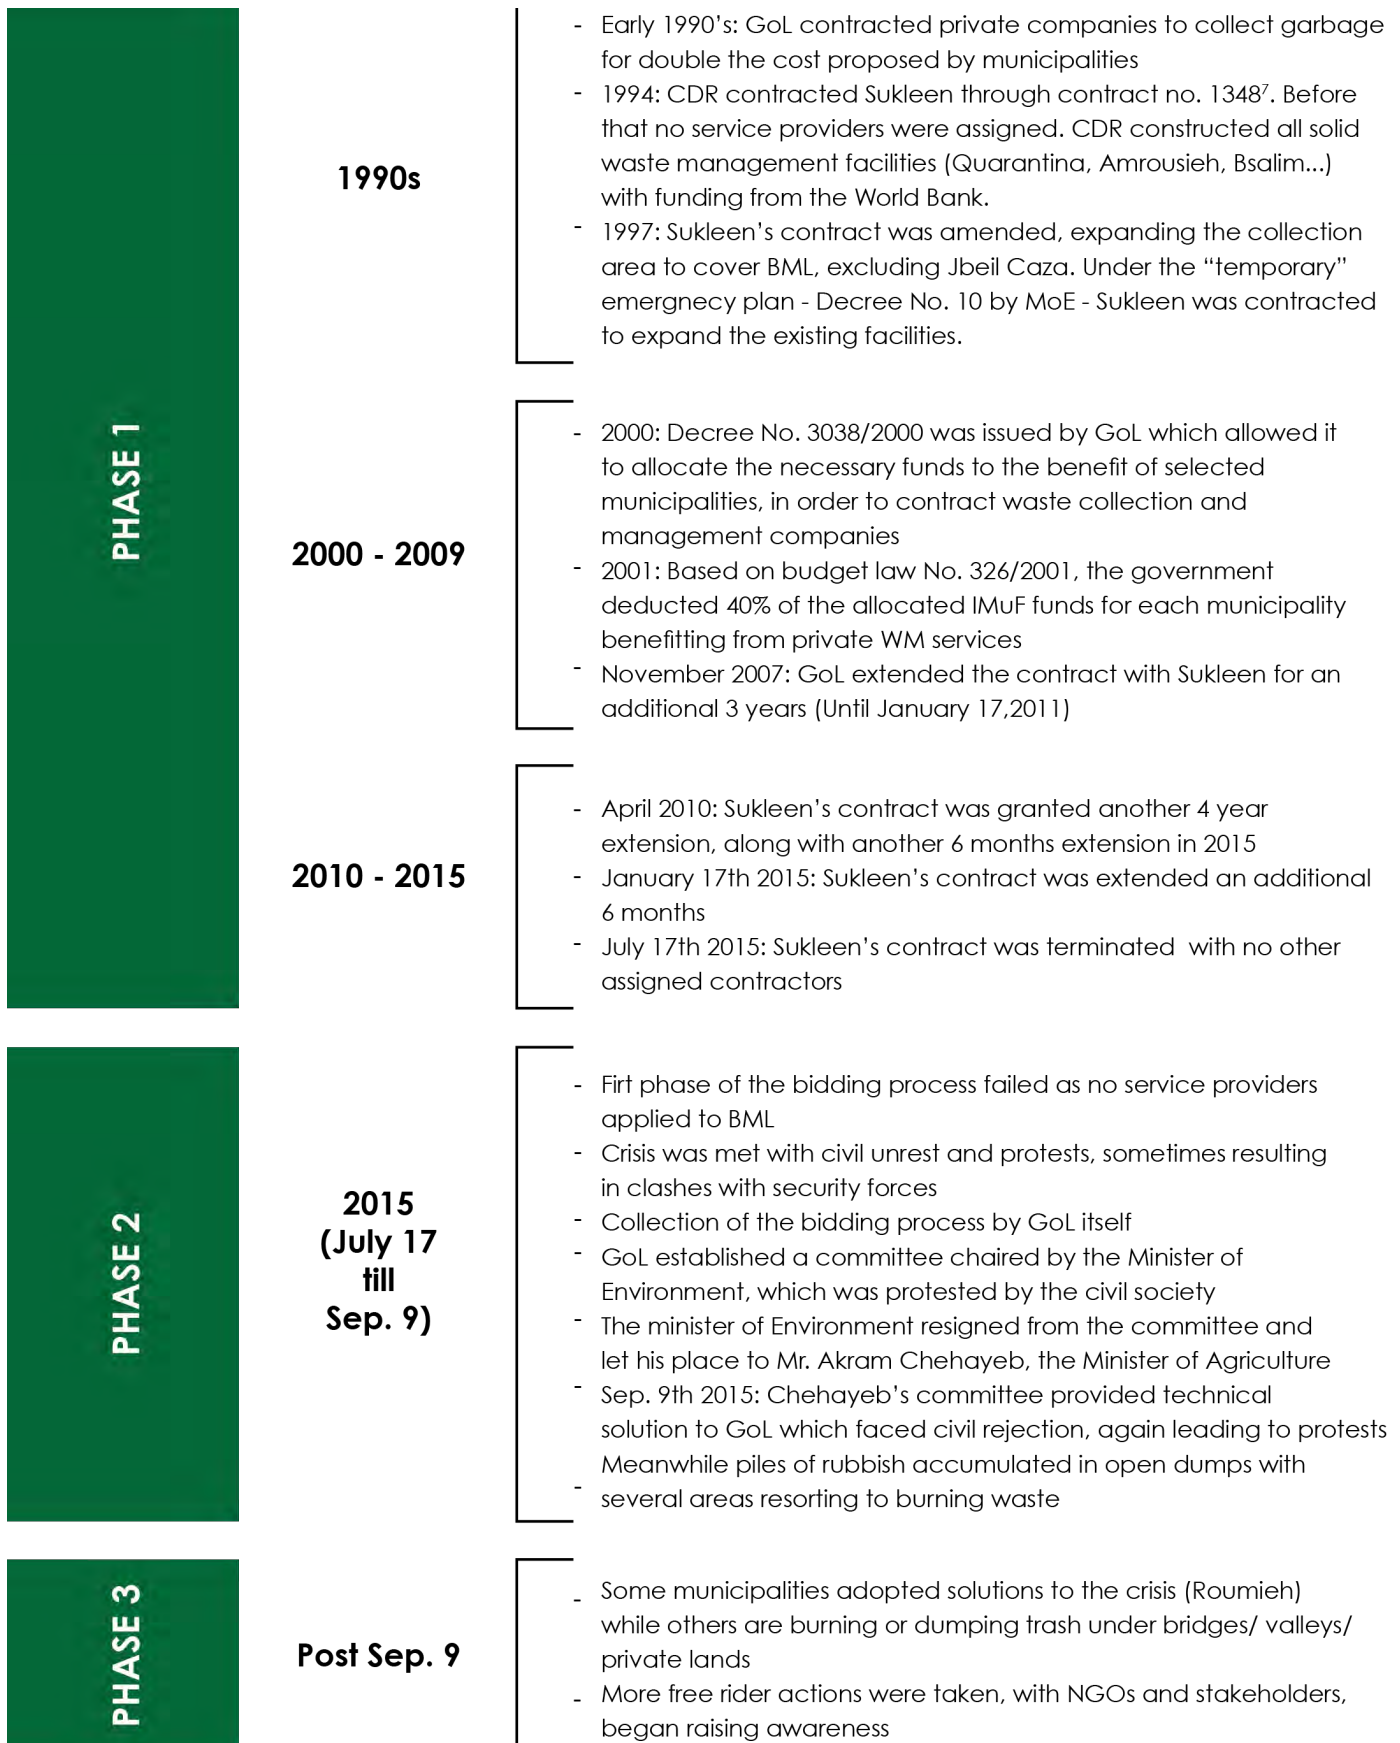 PHASE 1
1990s
- Early 1990's: GoL contracted private companies to collect garbage
for double the cost proposed by municipalities
- 1994: CDR contracted Sukleen through contract no. 1348⁷. Before
that no service providers were assigned. CDR constructed all solid
waste management facilities (Quarantina, Amrousieh, Bsalim...)
with funding from the World Bank.
- 1997: Sukleen's contract was amended, expanding the collection
area to cover BML, excluding Jbeil Caza. Under the “temporary”
emergnecy plan - Decree No. 10 by MoE - Sukleen was contracted
to expand the existing facilities.
2000 - 2009
- 2000: Decree No. 3038/2000 was issued by GoL which allowed it
to allocate the necessary funds to the benefit of selected
municipalities, in order to contract waste collection and
management companies
- 2001: Based on budget law No. 326/2001, the government
deducted 40% of the allocated IMuF funds for each municipality
benefitting from private WM services
- November 2007: GoL extended the contract with Sukleen for an
additional 3 years (Until January 17,2011)
2010 - 2015
- April 2010: Sukleen's contract was granted another 4 year
extension, along with another 6 months extension in 2015
- January 17th 2015: Sukleen's contract was extended an additional
6 months
- July 17th 2015: Sukleen's contract was terminated with no other
assigned contractors
PHASE 2
2015
(July 17
till
Sep. 9)
- Firt phase of the bidding process failed as no service providers
applied to BML
- Crisis was met with civil unrest and protests, sometimes resulting
in clashes with security forces
- Collection of the bidding process by GoL itself
- GoL established a committee chaired by the Minister of
Environment, which was protested by the civil society
- The minister of Environment resigned from the committee and
let his place to Mr. Akram Chehayeb, the Minister of Agriculture
- Sep. 9th 2015: Chehayeb's committee provided technical
solution to GoL which faced civil rejection, again leading to protests
Meanwhile piles of rubbish accumulated in open dumps with
- several areas resorting to burning waste
PHASE 3
Post Sep. 9
- Some municipalities adopted solutions to the crisis (Roumieh)
while others are burning or dumping trash under bridges/ valleys/
private lands
- More free rider actions were taken, with NGOs and stakeholders,
began raising awareness